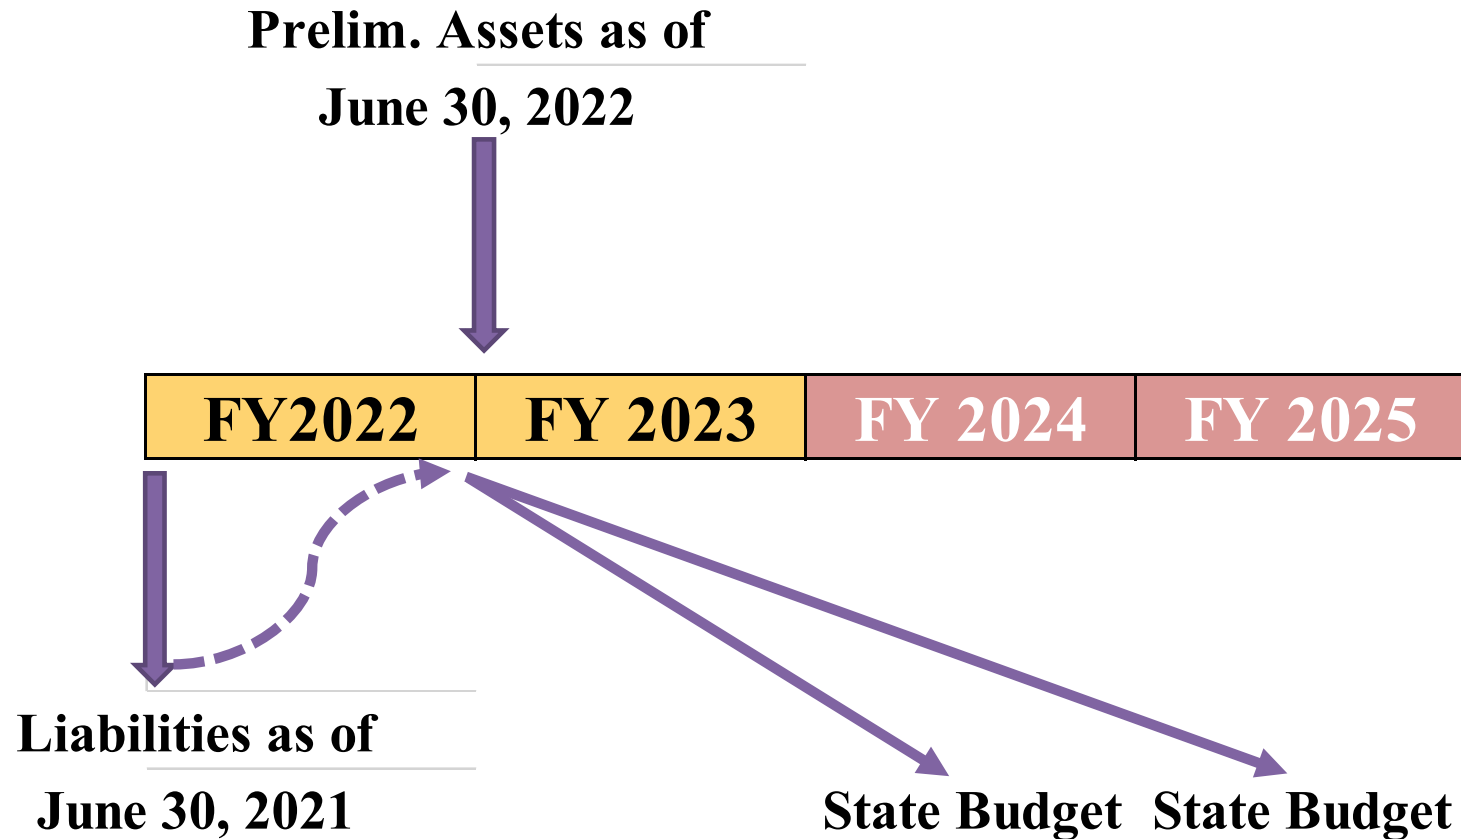 Prelim. Assets as of
June 30, 2022
FY2022 FY 2023 FY 2024 FY 2025
Liabilities as of
June 30, 2021
State Budget State Budget